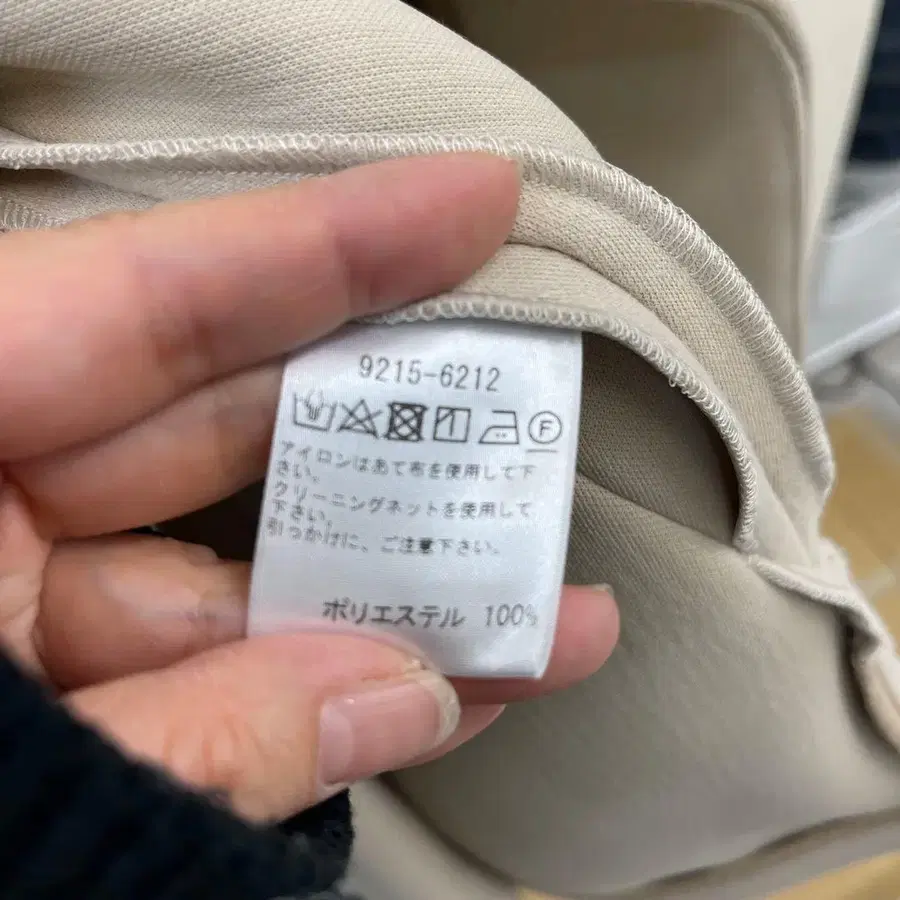 9215-6212
F
アイロンはあて布を使用して下
さい。
クリーニングネットを使用して
下さい。
引っかけに、ご注意下さい。
ポリエステル 100%